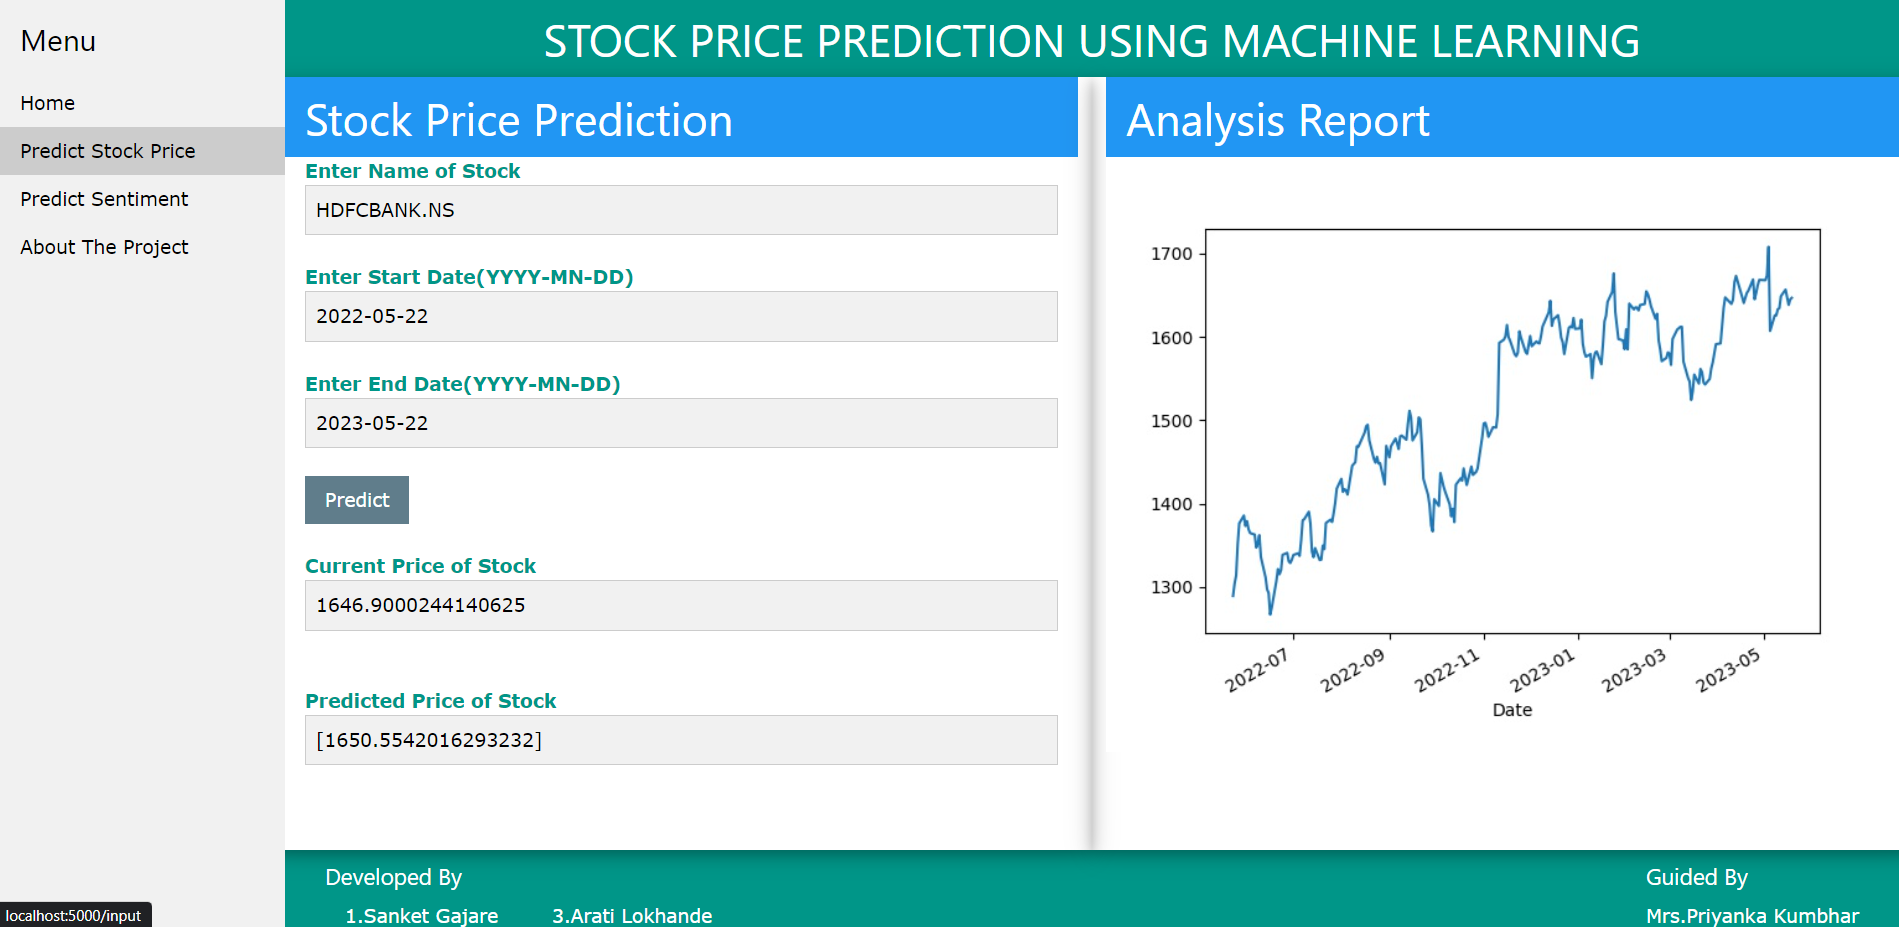 Menu
Home
Predict Stock Price
Predict Sentiment
About The Project
STOCK PRICE PREDICTION USING MACHINE LEARNING
Stock Price Prediction
Enter Name of Stock
HDFCBANK.NS
Enter Start Date(YYYY-MN-DD)
2022-05-22
Enter End Date(YYYY-MN-DD)
2023-05-22
Predict
Current Price of Stock
1646.9000244140625
Predicted Price of Stock
[1650.5542016293232]
Analysis Report
1700
1600
1500
1400
1300
2022-07 2022-09 2022-11 2023-01 2023-03 2023-05
Date
Developed By
1.Sanket Gajare 3.Arati Lokhande
Guided By
Mrs.Priyanka Kumbhar
localhost:5000/input